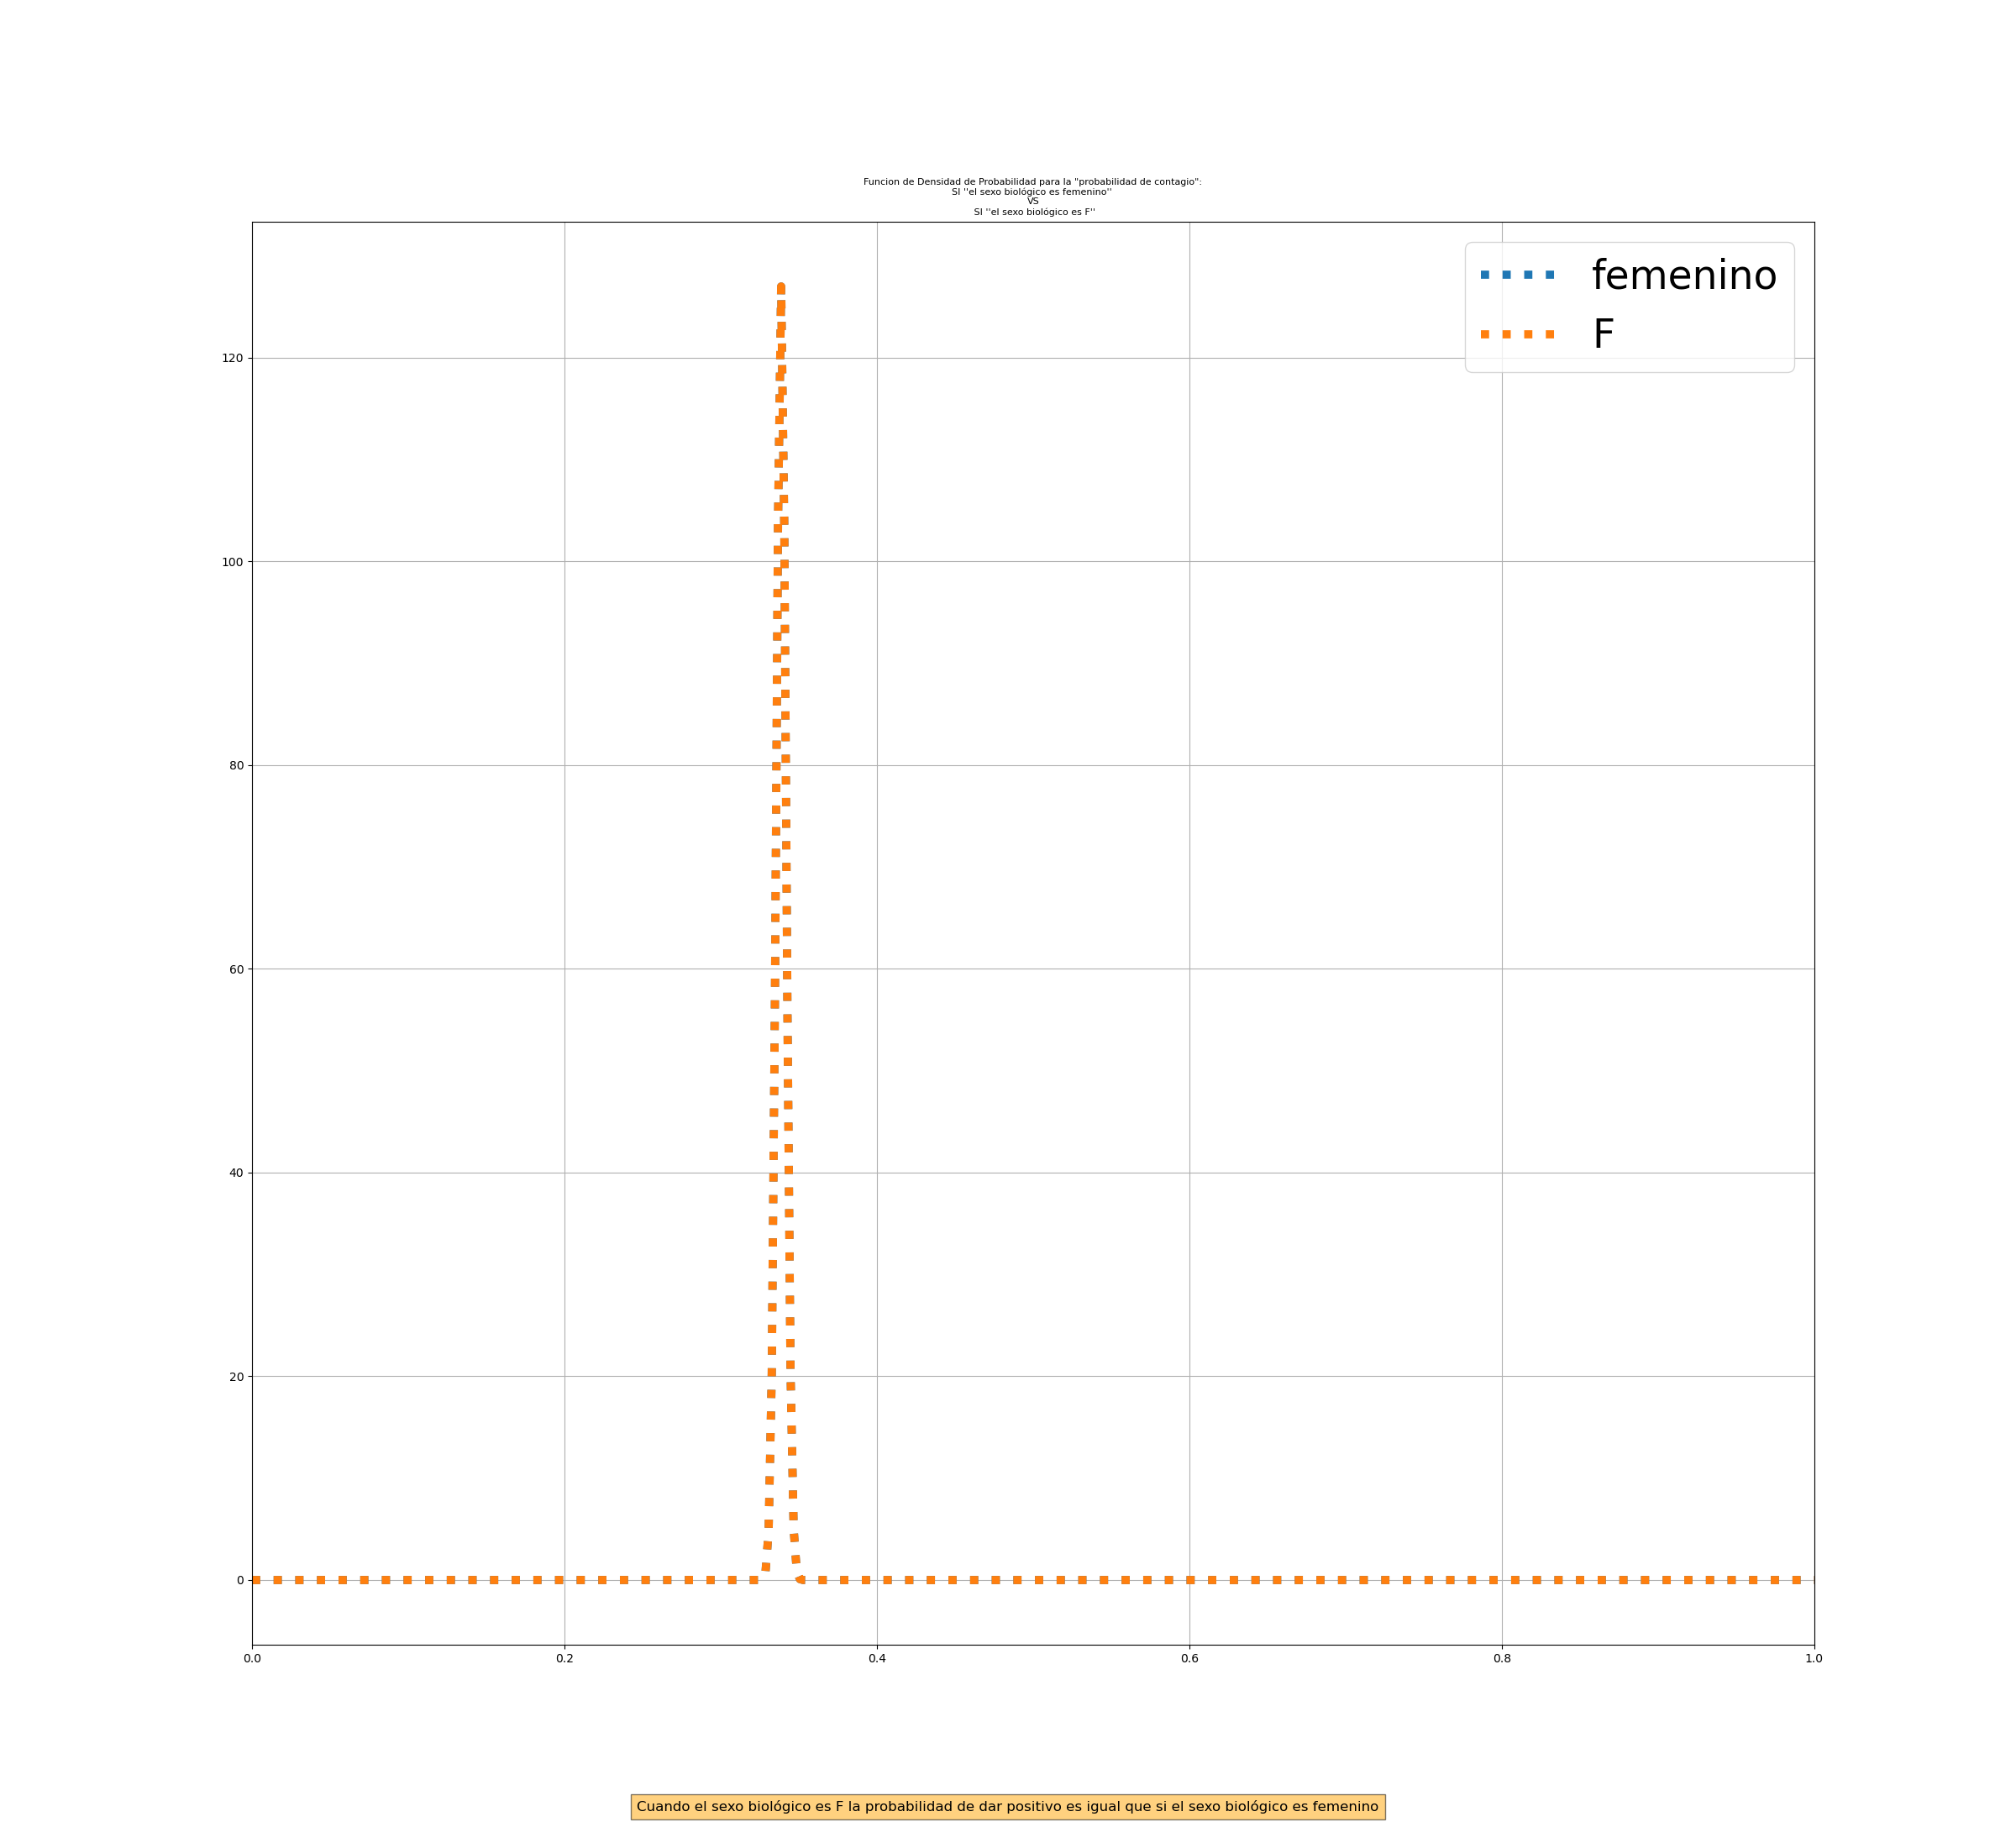 Funcion de Densidad de Probabilidad para la "probabilidad de contagio":
SI ''el sexo biológico es femenino''
VS
SI ''el sexo biológico es F''
femenino
F
120
100
80
60
40
20
0
0.0
0.2
0.4
0.6
0.8
1.0
Cuando el sexo biológico es F la probabilidad de dar positivo es igual que si el sexo biológico es femenino